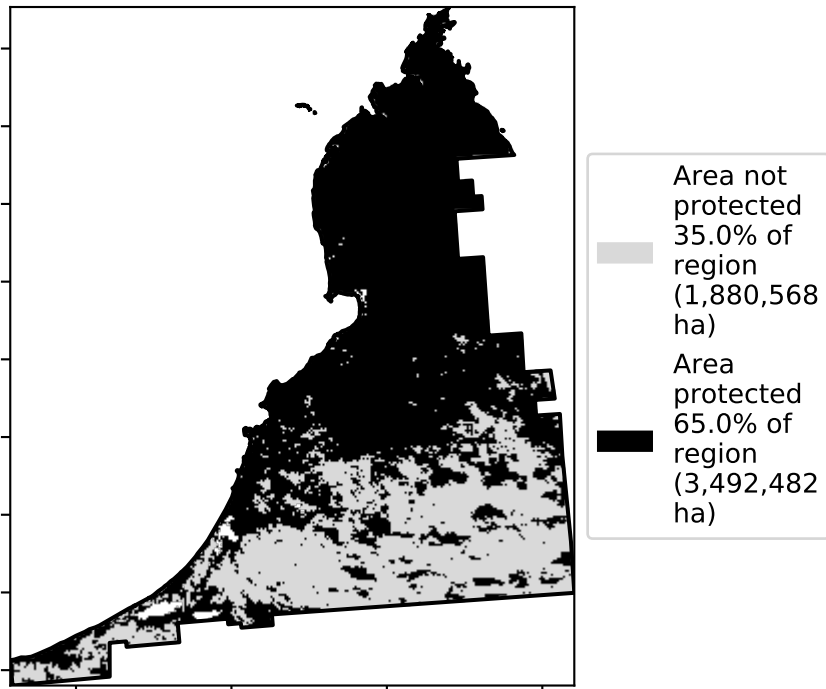 Area not
protected
35.0% of
region
(1,880,568
ha)
Area
protected
65.0% of
region
(3,492,482
ha)